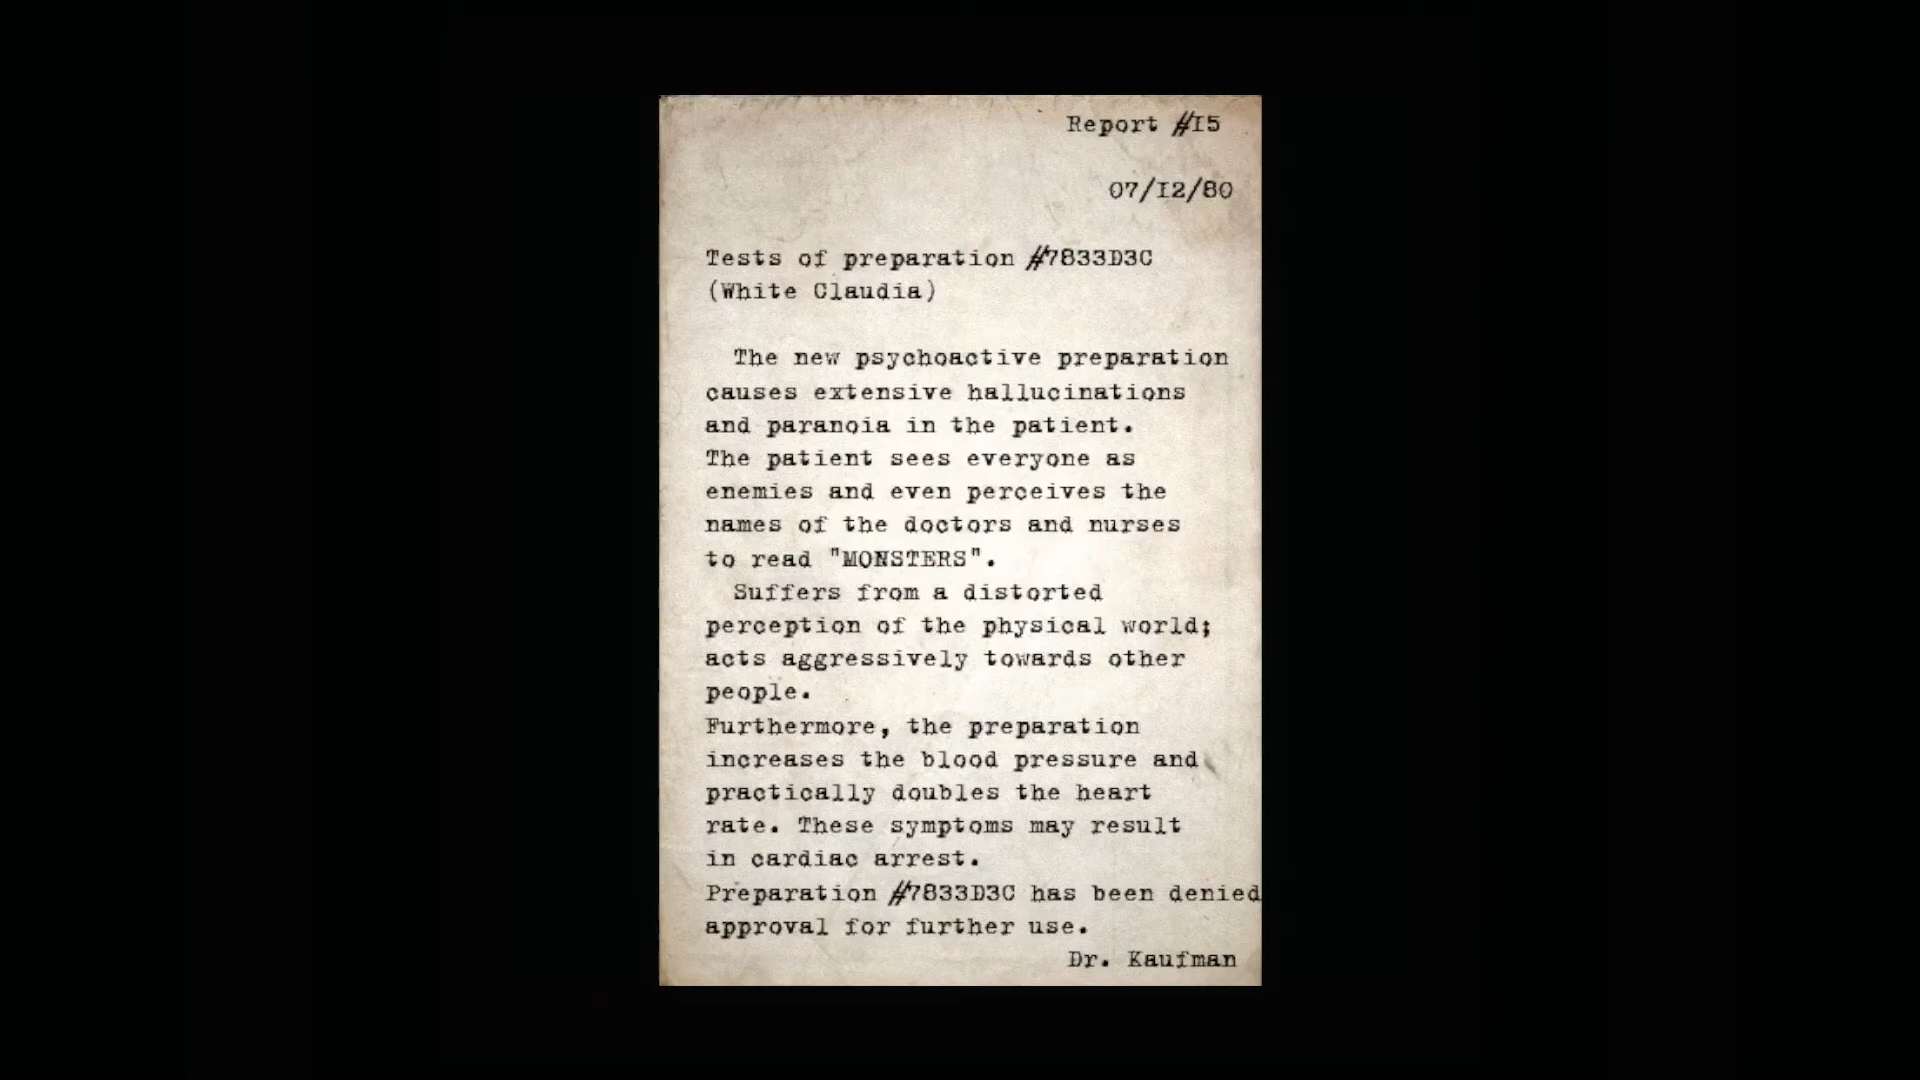 Report #15
07/12/80
Tests of preparation #7833D3C
(White Claudia)
The new psychoactive preparation
causes extensive hallucinations
and paranoia in the patient.
The patient sees everyone as
enemies and even perceives the
names of the doctors and nurses
to read "MONSTERS".
Suffers from a distorted
perception of the physical world;
acts aggressively towards other
people.
Furthermore, the preparation
increases the blood pressure and
practically doubles the heart
rate. These symptoms may result
in cardiac arrest.
Preparation #7833D3C has been denied
approval for further use.
Dr. Kaufman